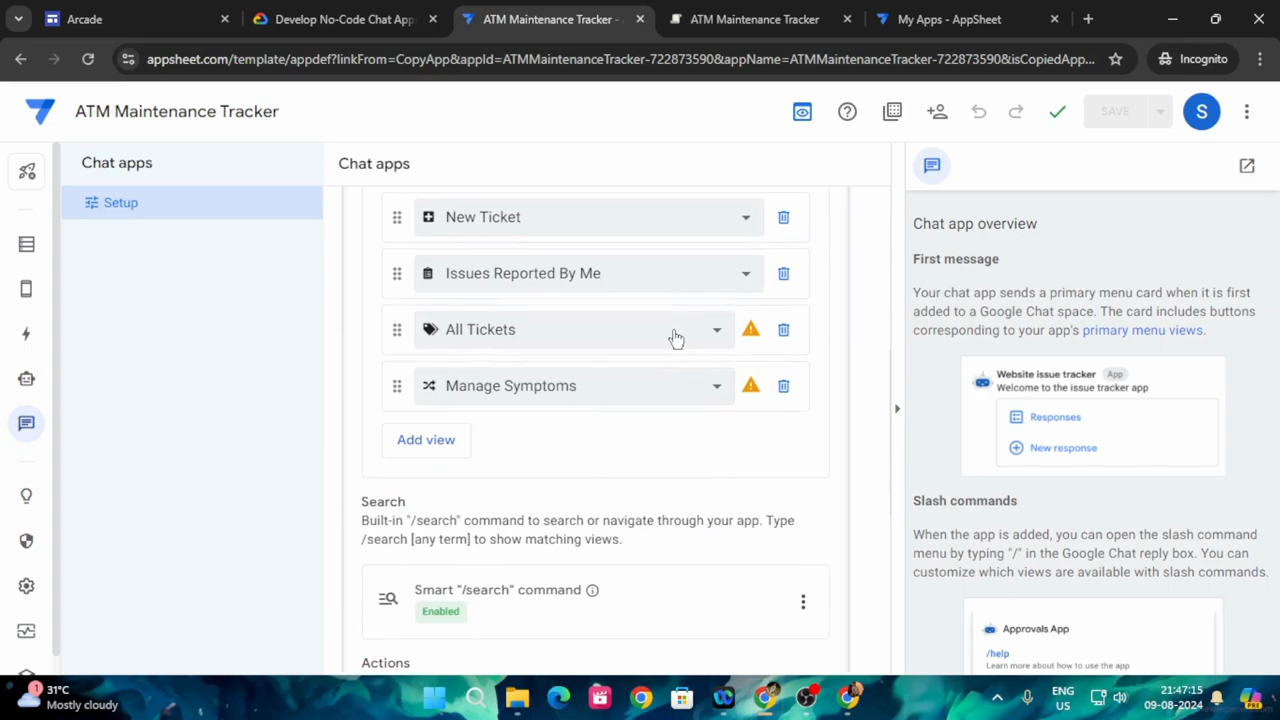 Arcade
Develop No-Code Chat App
ATM Maintenance Tracker -
ATM Maintenance Tracker
My Apps - AppSheet
appsheet.com/template/appdef?linkFrom=CopyApp&appId=ATMMaintenanceTracker-722873590&appName=ATMMaintenanceTracker-722873590&isCopiedApp...
Incognito
ATM Maintenance Tracker
SAVE
S
Chat apps
Setup
Chat apps
New Ticket
Issues Reported By Me
All Tickets
Manage Symptoms
Add view
Search
Built-in "/search" command to search or navigate through your app. Type
/search [any term] to show matching views.
Smart "/search" command
Enabled
Actions
Chat app overview
First message
Your chat app sends a primary menu card when it is first
added to a Google Chat space. The card includes buttons
corresponding to your app's primary menu views.
Website issue tracker App
Welcome to the issue tracker app
Responses
New response
Slash commands
When the app is added, you can open the slash command
menu by typing "/" in the Google Chat reply box. You can
customize which views are available with slash commands.
Approvals App
/help
Learn more about how to use the app
1
31°C
Mostly cloudy
ENG
US
21:47:15
09-08-2024
PRE